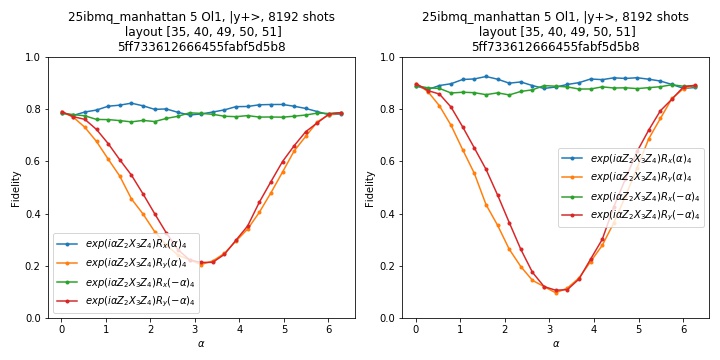 25ibmq_manhattan 5 Ol1, |y+>, 8192 shots
layout [35, 40, 49, 50, 51]
5ff733612666455fabf5d5b8
1.0
0.8
0.6
0.4
0.2
0.0
Fidelity
exp(iαZ₂X₃Z₄)Rₓ(α)₄
exp(iαZ₂X₃Z₄)Rᵧ(α)₄
exp(iαZ₂X₃Z₄)Rₓ(−α)₄
exp(iαZ₂X₃Z₄)Rᵧ(−α)₄
0 1 2 3 4 5 6
α
25ibmq_manhattan 5 Ol1, |y+>, 8192 shots
layout [35, 40, 49, 50, 51]
5ff733612666455fabf5d5b8
1.0
0.8
0.6
0.4
0.2
0.0
Fidelity
exp(iαZ₂X₃Z₄)Rₓ(α)₄
exp(iαZ₂X₃Z₄)Rᵧ(α)₄
exp(iαZ₂X₃Z₄)Rₓ(−α)₄
exp(iαZ₂X₃Z₄)Rᵧ(−α)₄
0 1 2 3 4 5 6
α